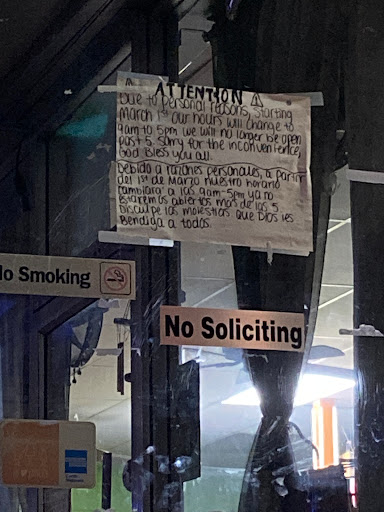 ⚠ ATTENTION ⚠
Due to personal reasons, starting
March 1st our hours will change to
9am to 5pm we will no longer be open
past 5. Sorry for the inconvenience,
God Bless you all.
Debido a razones personales, a partir
del 1st de Marzo nuestro horario
cambiara a las 9am-5pm ya no
estaremos abiertos mas de las 5
Disculpe las molestias que Dios les
Bendiga a todos.
No Smoking
No Soliciting